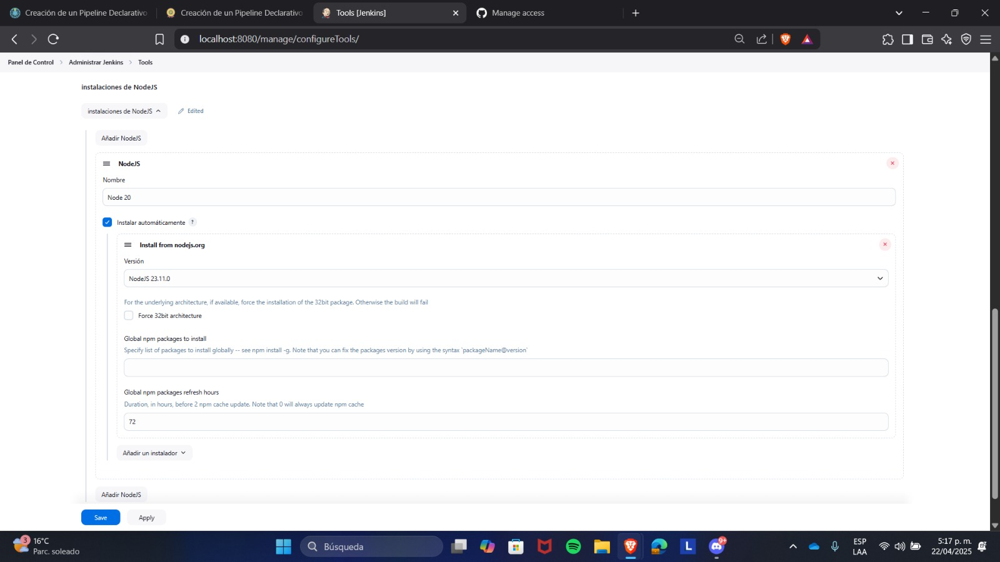 Creación de un Pipeline Declarativo
Creación de un Pipeline Declarativo
Tools [Jenkins]
Manage access
localhost:8080/manage/configureTools/
Panel de Control > Administrar Jenkins > Tools
instalaciones de NodeJS
instalaciones de NodeJS
Edited
Añadir NodeJS
NodeJS
Nombre
Node 20
Instalar automáticamente ?
Install from nodejs.org
Versión
NodeJS 23.11.0
For the underlying architecture, if available, force the installation of the 32bit package. Otherwise the build will fail
Force 32bit architecture
Global npm packages to install
Specify list of packages to install globally -- see npm install -g. Note that you can fix the packages version by using the syntax `packageName@version`
Global npm packages refresh hours
Duration, in hours, before 2 npm cache update. Note that 0 will always update npm cache
72
Añadir un instalador
Añadir NodeJS
Save
Apply
3
16°C
Parc. soleado
Búsqueda
L
9+
ESP
LAA
5:17 p. m.
22/04/2025